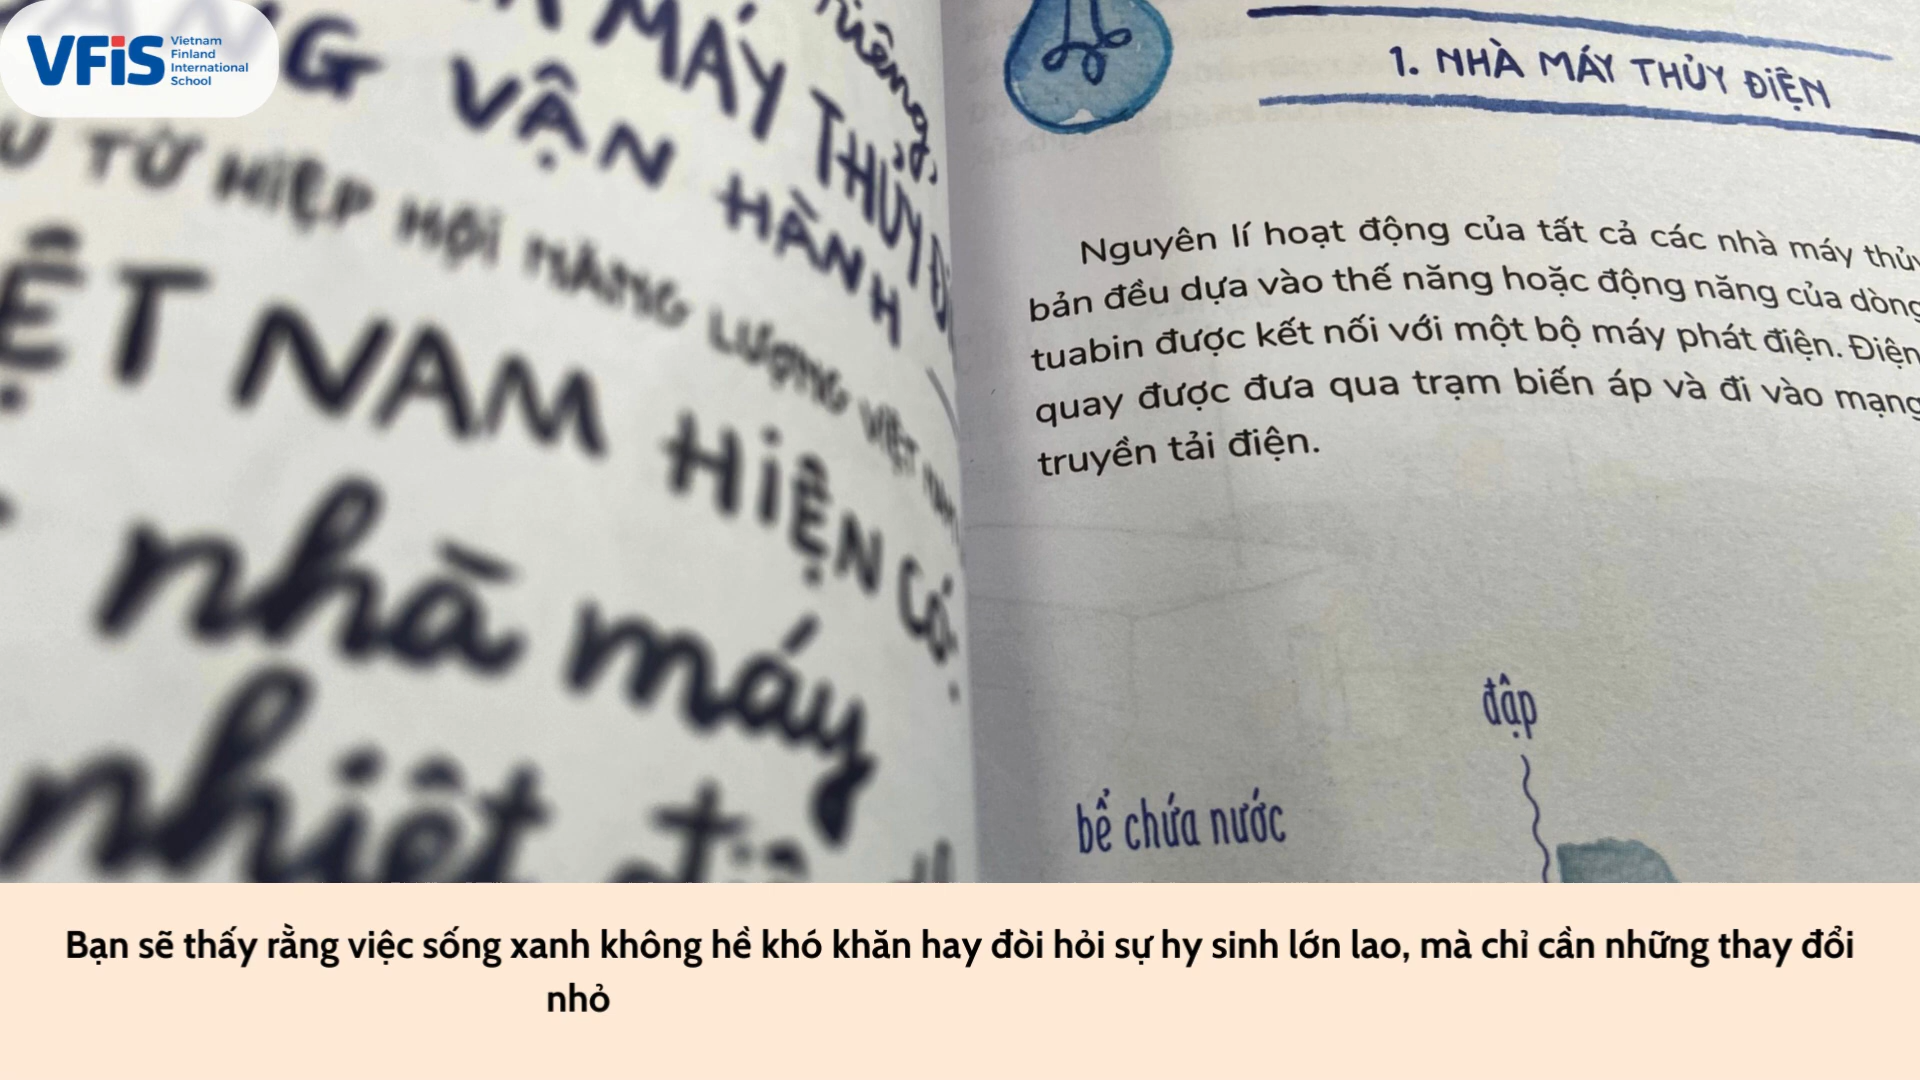 VFiS
Vietnam
Finland
International
School
MÁY THỦY
VẬN HÀNH
TỪ HIỆP HỘI NĂNG LƯỢNG VIỆT NAM
NAM HIỆN CÓ:
nhà máy
nhiệt
1. NHÀ MÁY THỦY ĐIỆN
Nguyên lí hoạt động của tất cả các nhà máy thủy
bản đều dựa vào thế năng hoặc động năng của dòng
tuabin được kết nối với một bộ máy phát điện. Điện
quay được đưa qua trạm biến áp và đi vào mạng
truyền tải điện.
đập
bể chứa nước
Bạn sẽ thấy rằng việc sống xanh không hề khó khăn hay đòi hỏi sự hy sinh lớn lao, mà chỉ cần những thay đổi
nhỏ